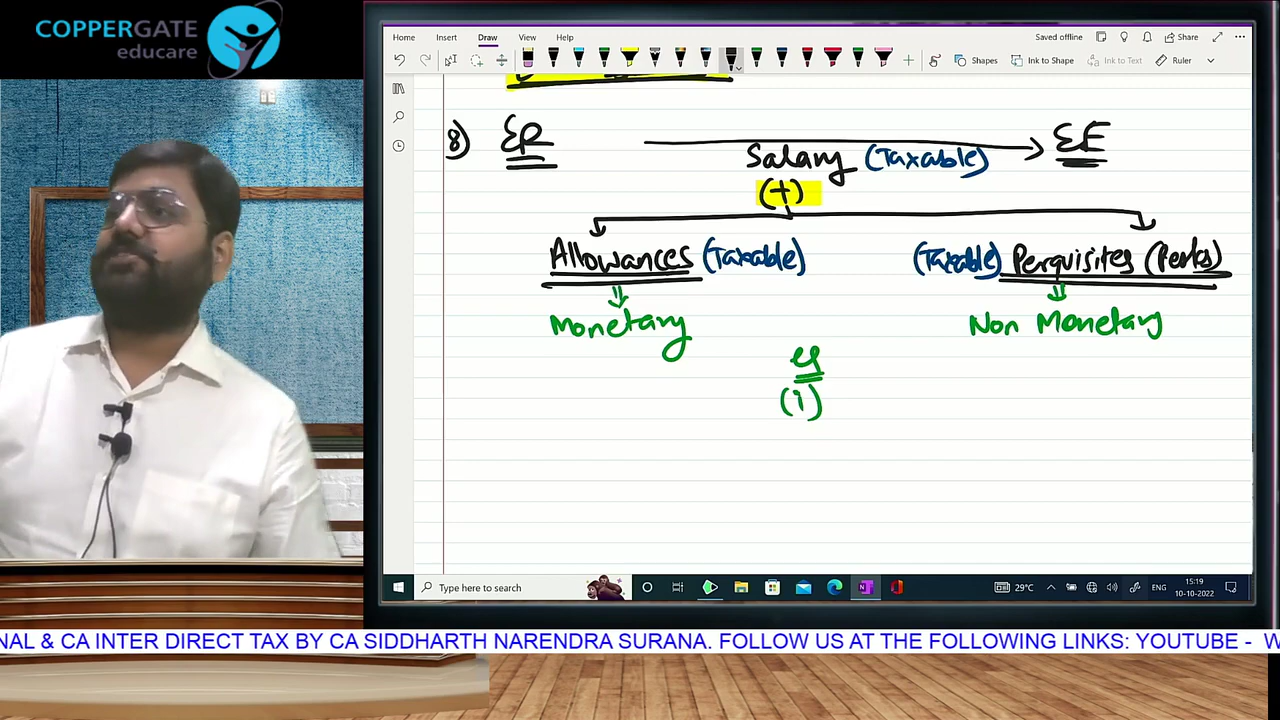 COPPERGATE
educare
Home Insert Draw View Help
Saved offline
Share
Shapes
Ink to Shape
Ink to Text
Ruler
8) ER
EE
Salary (Taxable)
(+)
Allowances (Taxable)
(Taxable) Perquisites (Perks)
Monetary
Non Monetary
eg
(i)
Type here to search
29°C
ENG
15:19
10-10-2022
NAL & CA INTER DIRECT TAX BY CA SIDDHARTH NARENDRA SURANA. FOLLOW US AT THE FOLLOWING LINKS: YOUTUBE - W